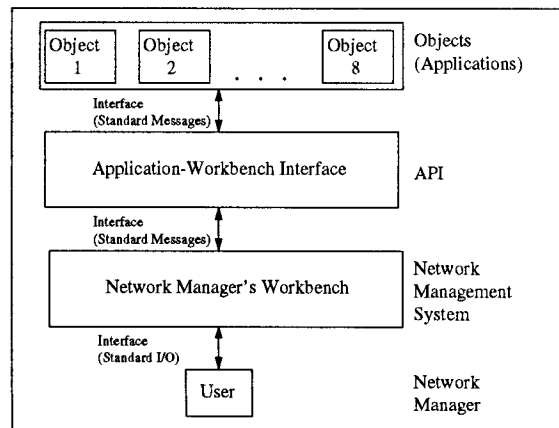 Object
1
Object
2
. . .
Object
8
Objects
(Applications)
Interface
(Standard Messages)
Application-Workbench Interface
API
Interface
(Standard Messages)
Network Manager's Workbench
Network
Management
System
Interface
(Standard I/O)
User
Network
Manager